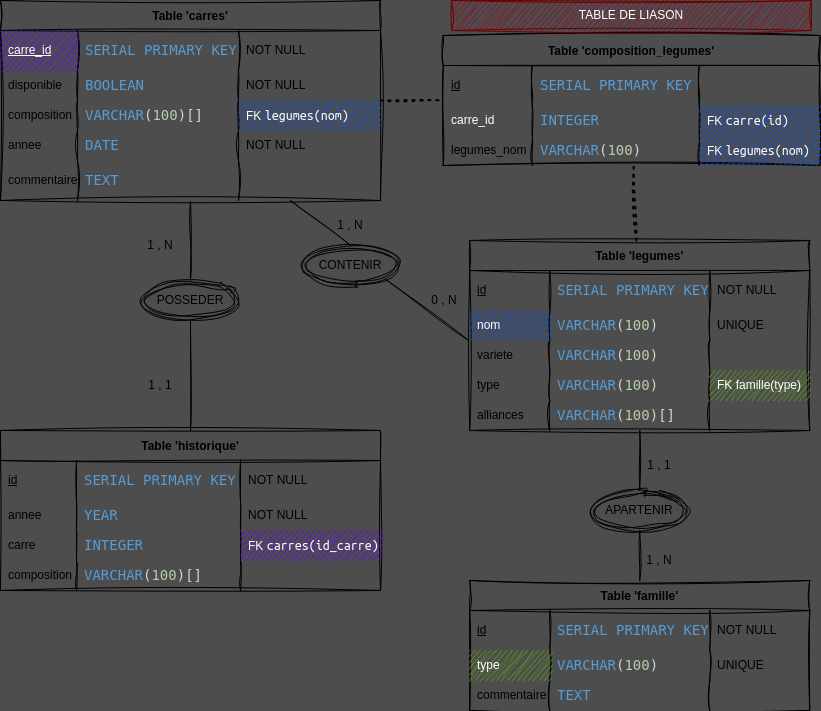 Table 'carres'
carre_id SERIAL PRIMARY KEY NOT NULL
disponible BOOLEAN NOT NULL
composition VARCHAR(100)[] FK legumes(nom)
annee DATE NOT NULL
commentaire TEXT
TABLE DE LIASON
Table 'composition_legumes'
id SERIAL PRIMARY KEY
carre_id INTEGER FK carre(id)
legumes_nom VARCHAR(100) FK legumes(nom)
1 , N
POSSEDER
1 , 1
1 , N
CONTENIR
0 , N
Table 'legumes'
id SERIAL PRIMARY KEY NOT NULL
nom VARCHAR(100) UNIQUE
variete VARCHAR(100)
type VARCHAR(100) FK famille(type)
alliances VARCHAR(100)[]
Table 'historique'
id SERIAL PRIMARY KEY NOT NULL
annee YEAR NOT NULL
carre INTEGER FK carres(id_carre)
composition VARCHAR(100)[]
1 , 1
APARTENIR
1 , N
Table 'famille'
id SERIAL PRIMARY KEY NOT NULL
type VARCHAR(100) UNIQUE
commentaire TEXT